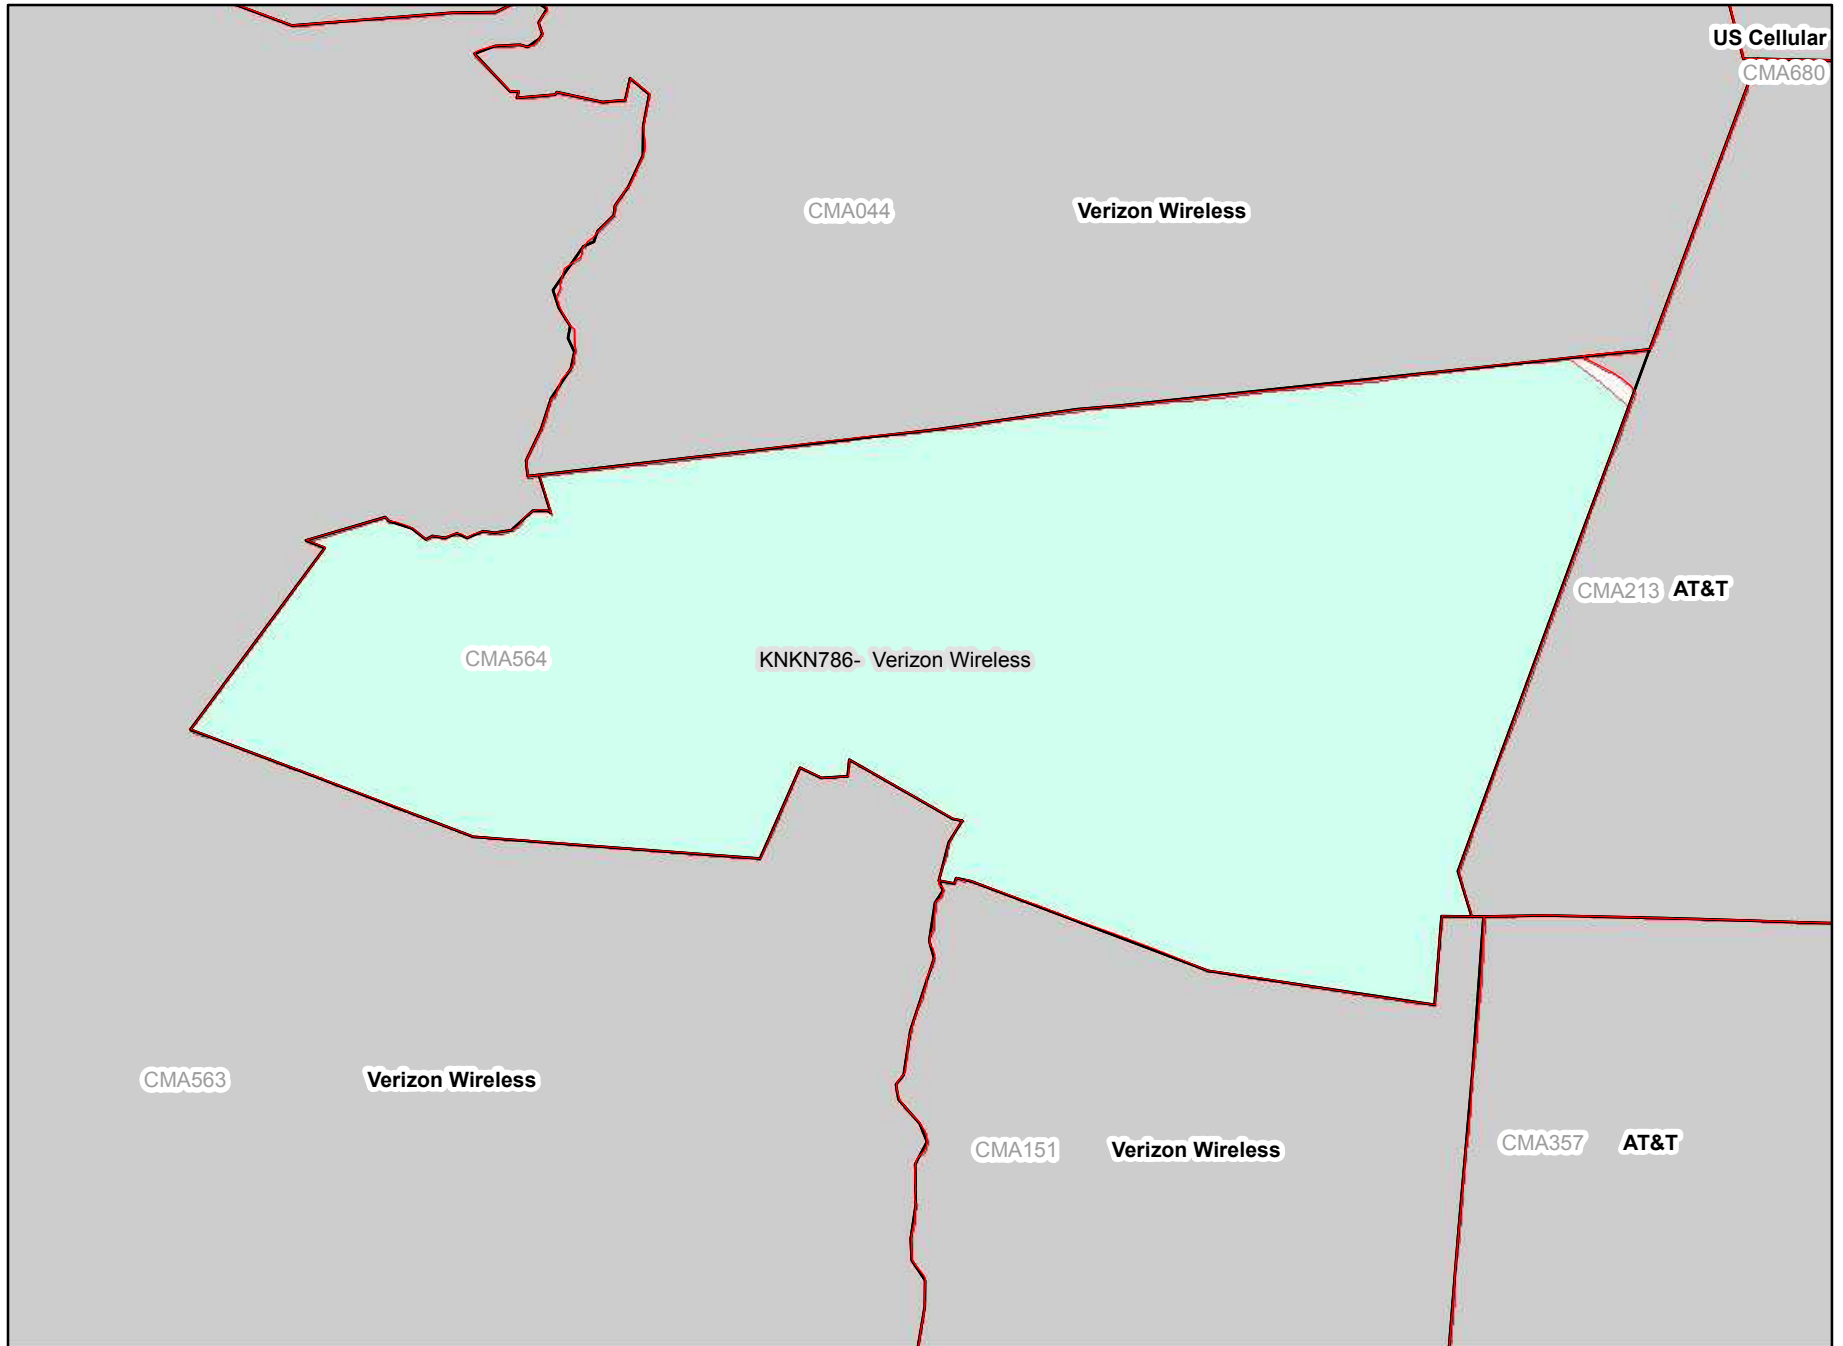 US Cellular
CMA680
CMA044 Verizon Wireless
CMA213 AT&T
CMA564 KNKN786- Verizon Wireless
CMA563 Verizon Wireless
CMA151 Verizon Wireless
CMA357 AT&T